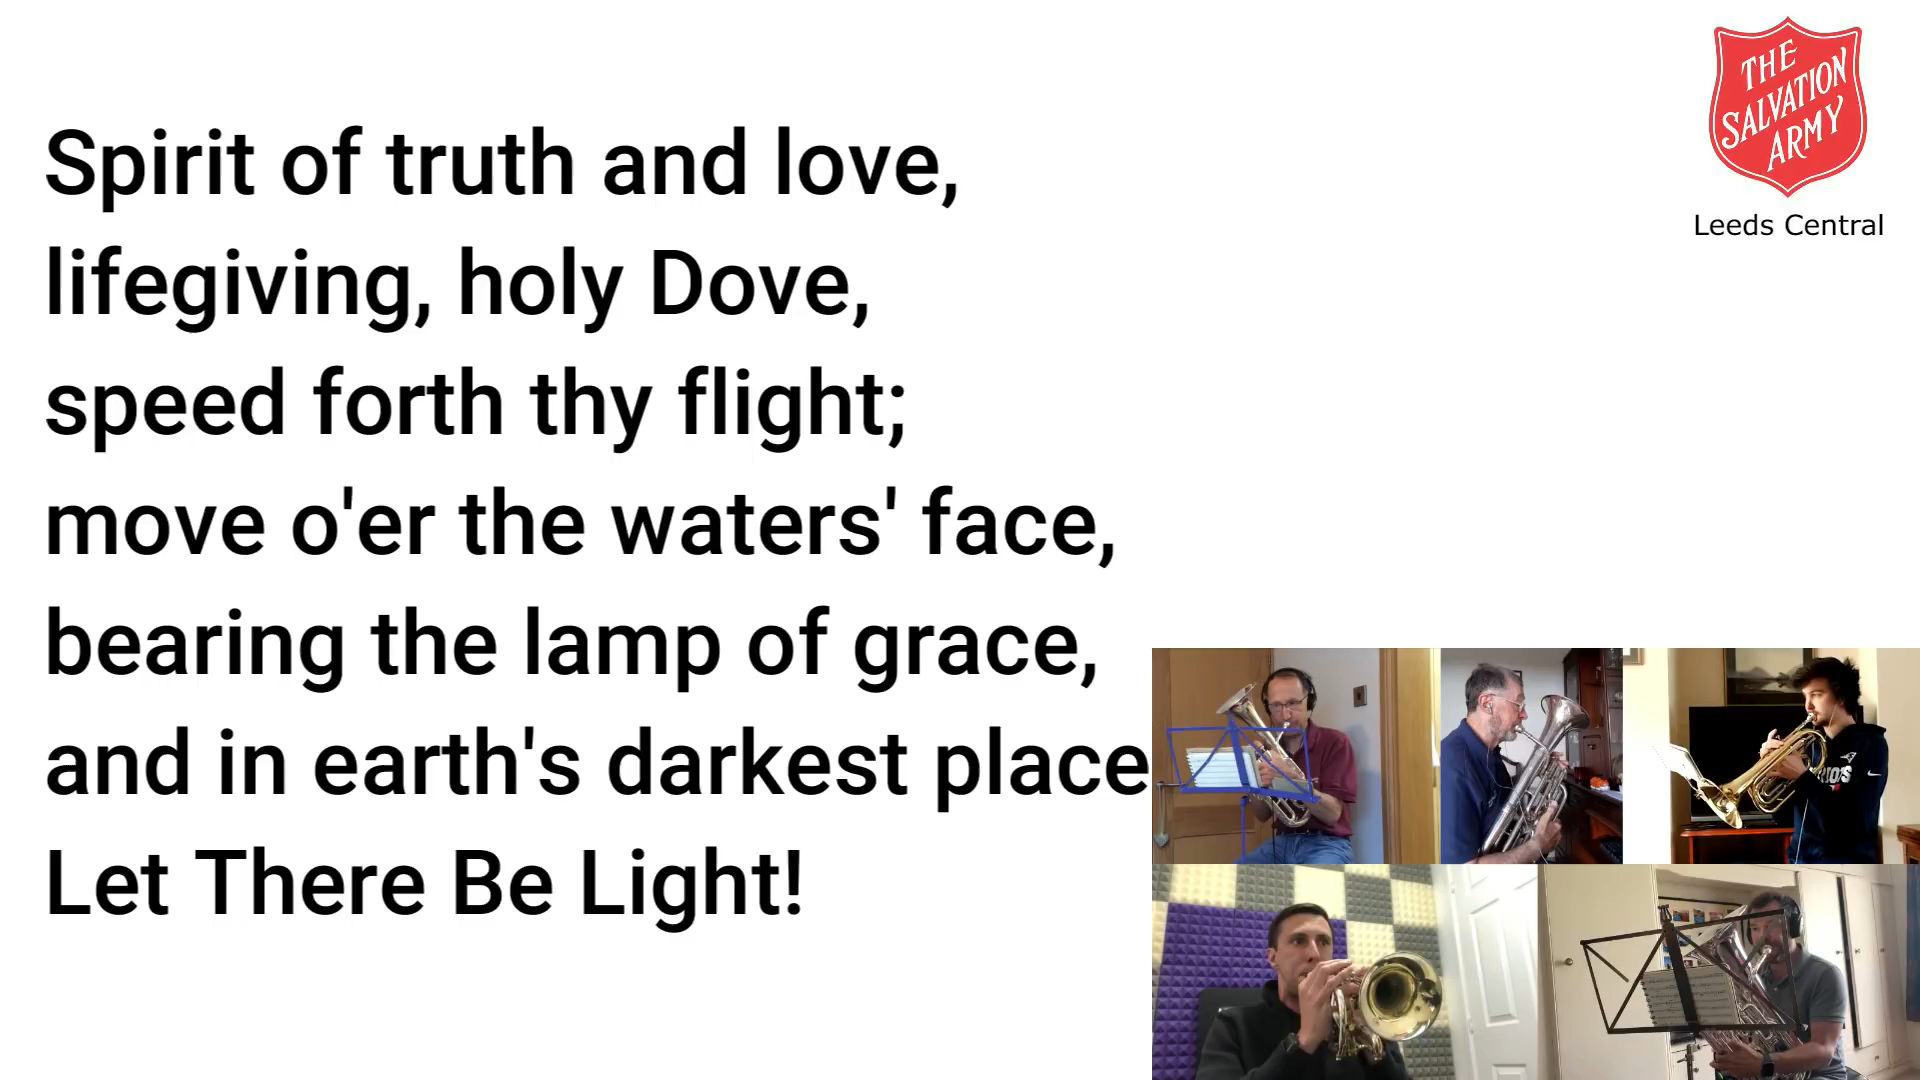 Spirit of truth and love,
lifegiving, holy Dove,
speed forth thy flight;
move o'er the waters' face,
bearing the lamp of grace,
and in earth's darkest place
Let There Be Light!
THE
SALVATION
ARMY
Leeds Central